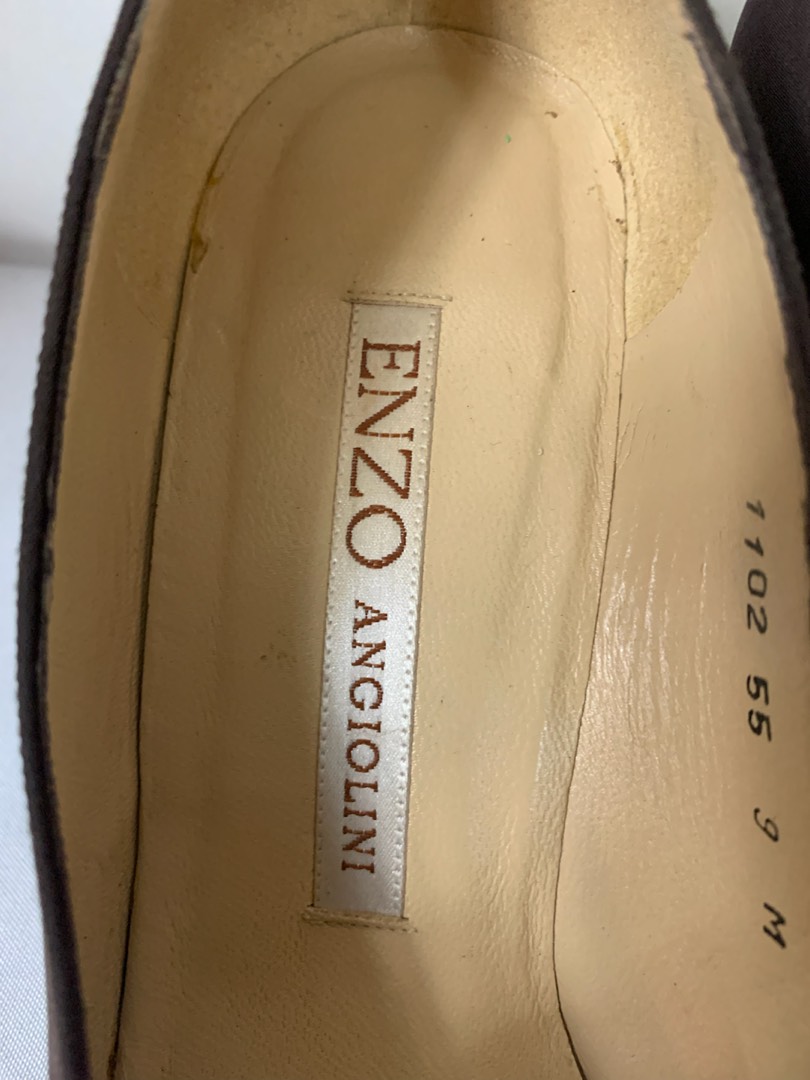 ENZO ANGIOLINI
1102 55 9 M